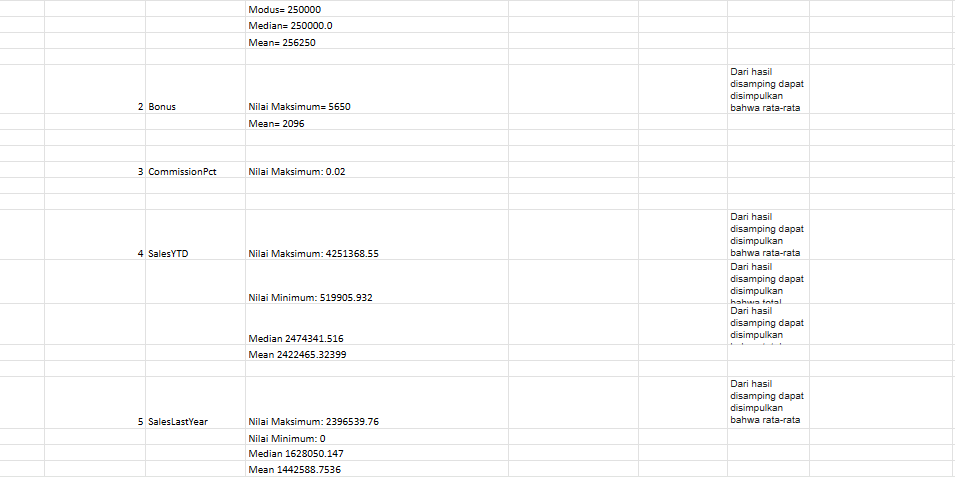 Modus= 250000
Median= 250000.0
Mean= 256250
Dari hasil
disamping dapat
disimpulkan
bahwa rata-rata
2 Bonus Nilai Maksimum= 5650
Mean= 2096
3 CommissionPct Nilai Maksimum: 0.02
Dari hasil
disamping dapat
disimpulkan
bahwa rata-rata
4 SalesYTD Nilai Maksimum: 4251368.55
Dari hasil
disamping dapat
disimpulkan
bahwa total
Nilai Minimum: 519905.932
Dari hasil
disamping dapat
disimpulkan
Median 2474341.516
Mean 2422465.32399
Dari hasil
disamping dapat
disimpulkan
bahwa rata-rata
5 SalesLastYear Nilai Maksimum: 2396539.76
Nilai Minimum: 0
Median 1628050.147
Mean 1442588.7536